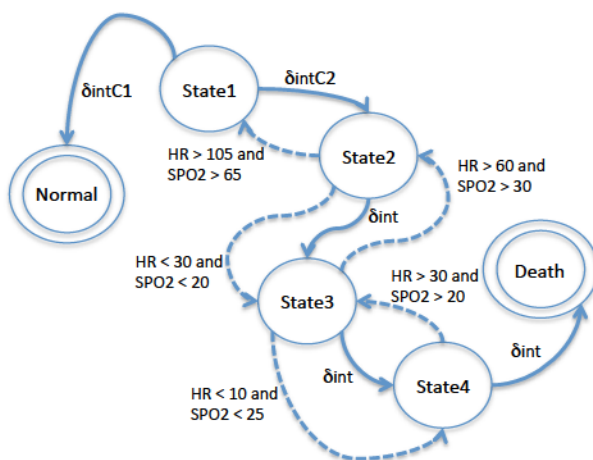 δintC1
State1
δintC2
HR > 105 and
SPO2 > 65
State2
HR > 60 and
SPO2 > 30
Normal
δint
HR < 30 and
SPO2 < 20
State3
HR > 30 and
SPO2 > 20
Death
δint
HR < 10 and
SPO2 < 25
State4
δint